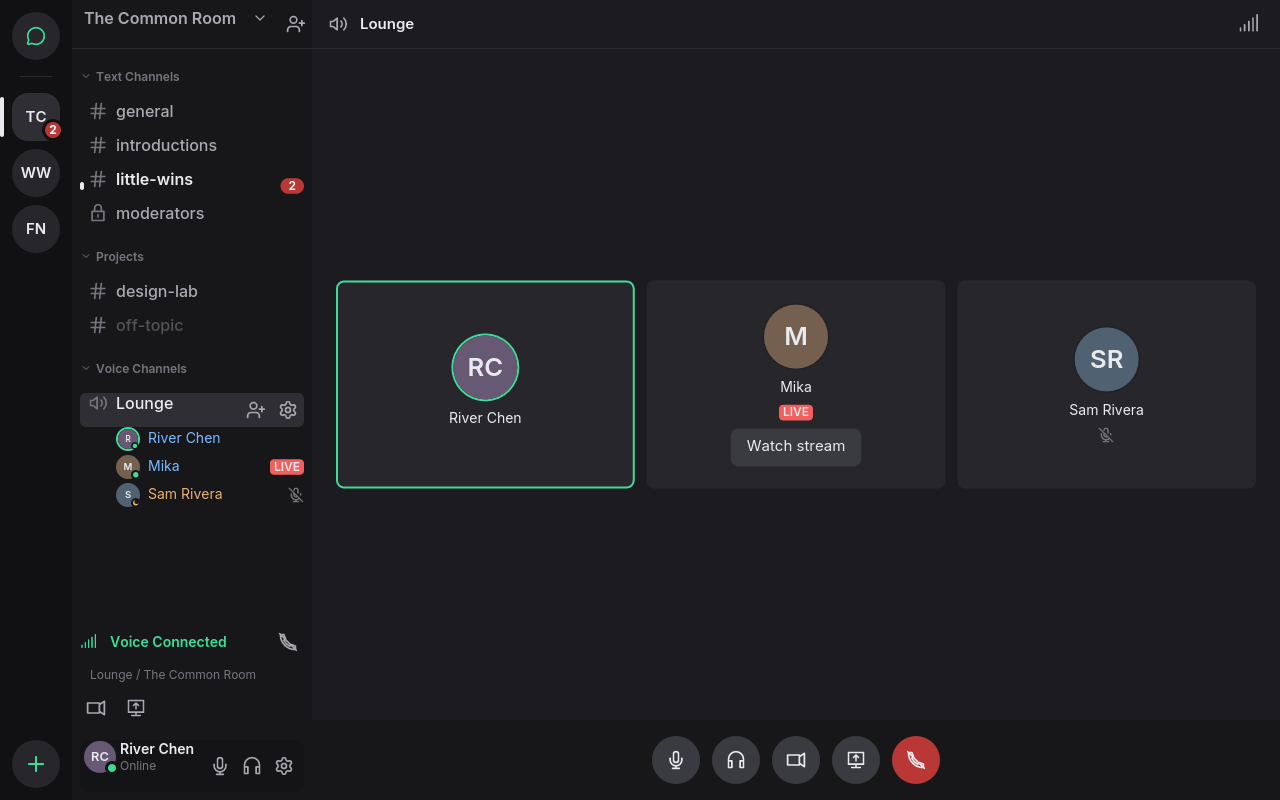 TC
2
WW
FN
The Common Room
Text Channels
general
introductions
little-wins
2
moderators
Projects
design-lab
off-topic
Voice Channels
Lounge
R
River Chen
M
Mika
LIVE
S
Sam Rivera
Voice Connected
Lounge / The Common Room
RC
River Chen
Online
Lounge
RC
River Chen
M
Mika
LIVE
Watch stream
SR
Sam Rivera